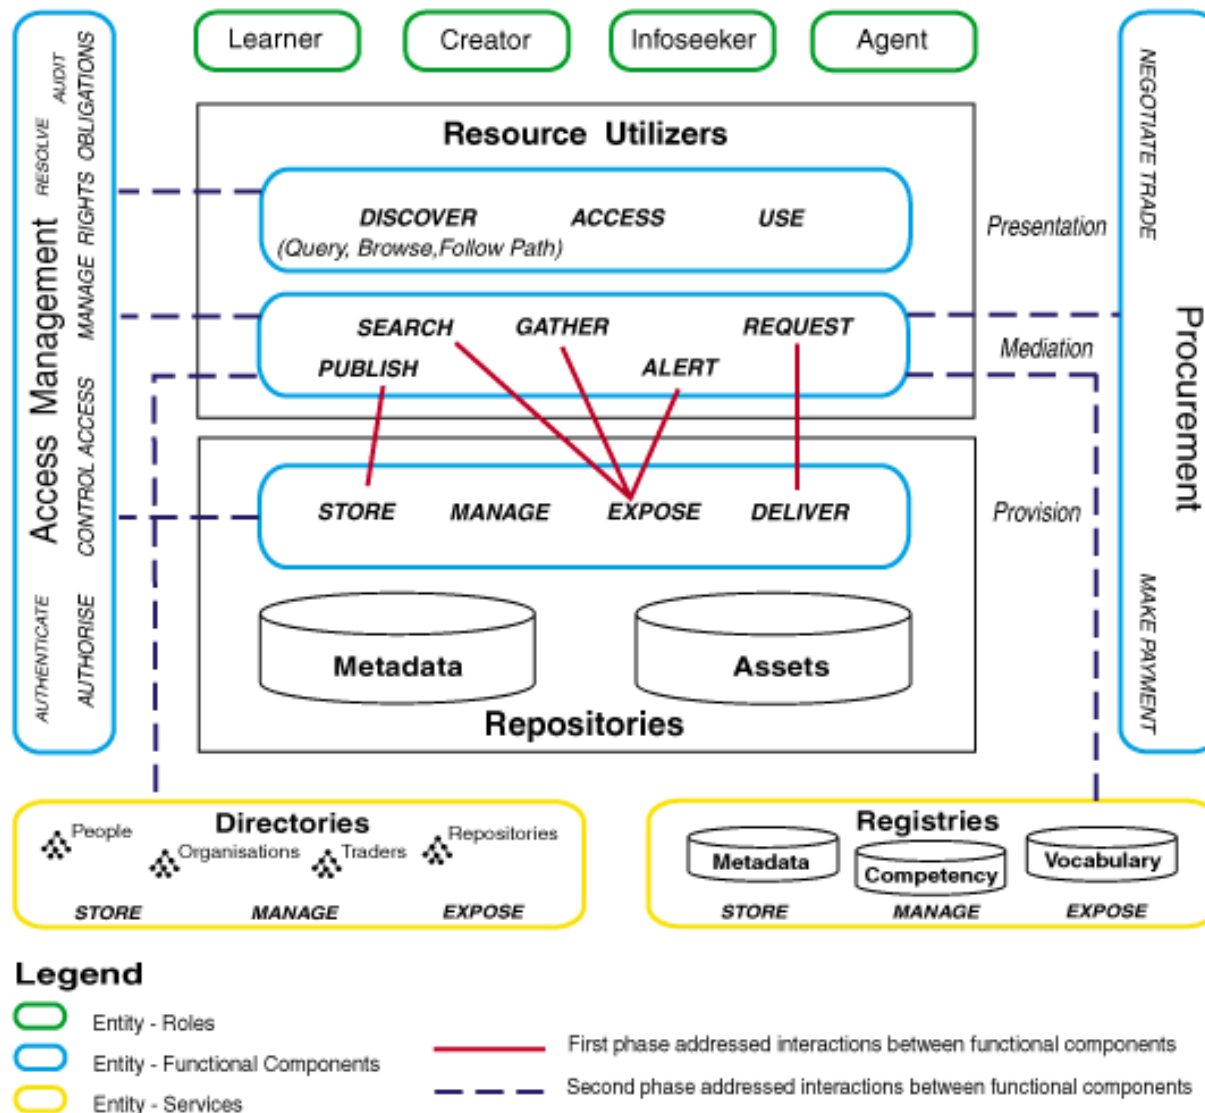 Learner
Creator
Infoseeker
Agent
Access Management
AUDIT
RESOLVE
MANAGE RIGHTS OBLIGATIONS
CONTROL ACCESS
AUTHENTICATE
AUTHORISE
Resource Utilizers
DISCOVER
ACCESS
USE
(Query, Browse,Follow Path)
Presentation
SEARCH
GATHER
REQUEST
PUBLISH
ALERT
Mediation
STORE
MANAGE
EXPOSE
DELIVER
Provision
Metadata
Assets
Repositories
NEGOTIATE TRADE
Procurement
MAKE PAYMENT
Directories
People
Organisations
Traders
Repositories
STORE
MANAGE
EXPOSE
Registries
Metadata
Competency
Vocabulary
STORE
MANAGE
EXPOSE
Legend
Entity - Roles
Entity - Functional Components
Entity - Services
First phase addressed interactions between functional components
Second phase addressed interactions between functional components